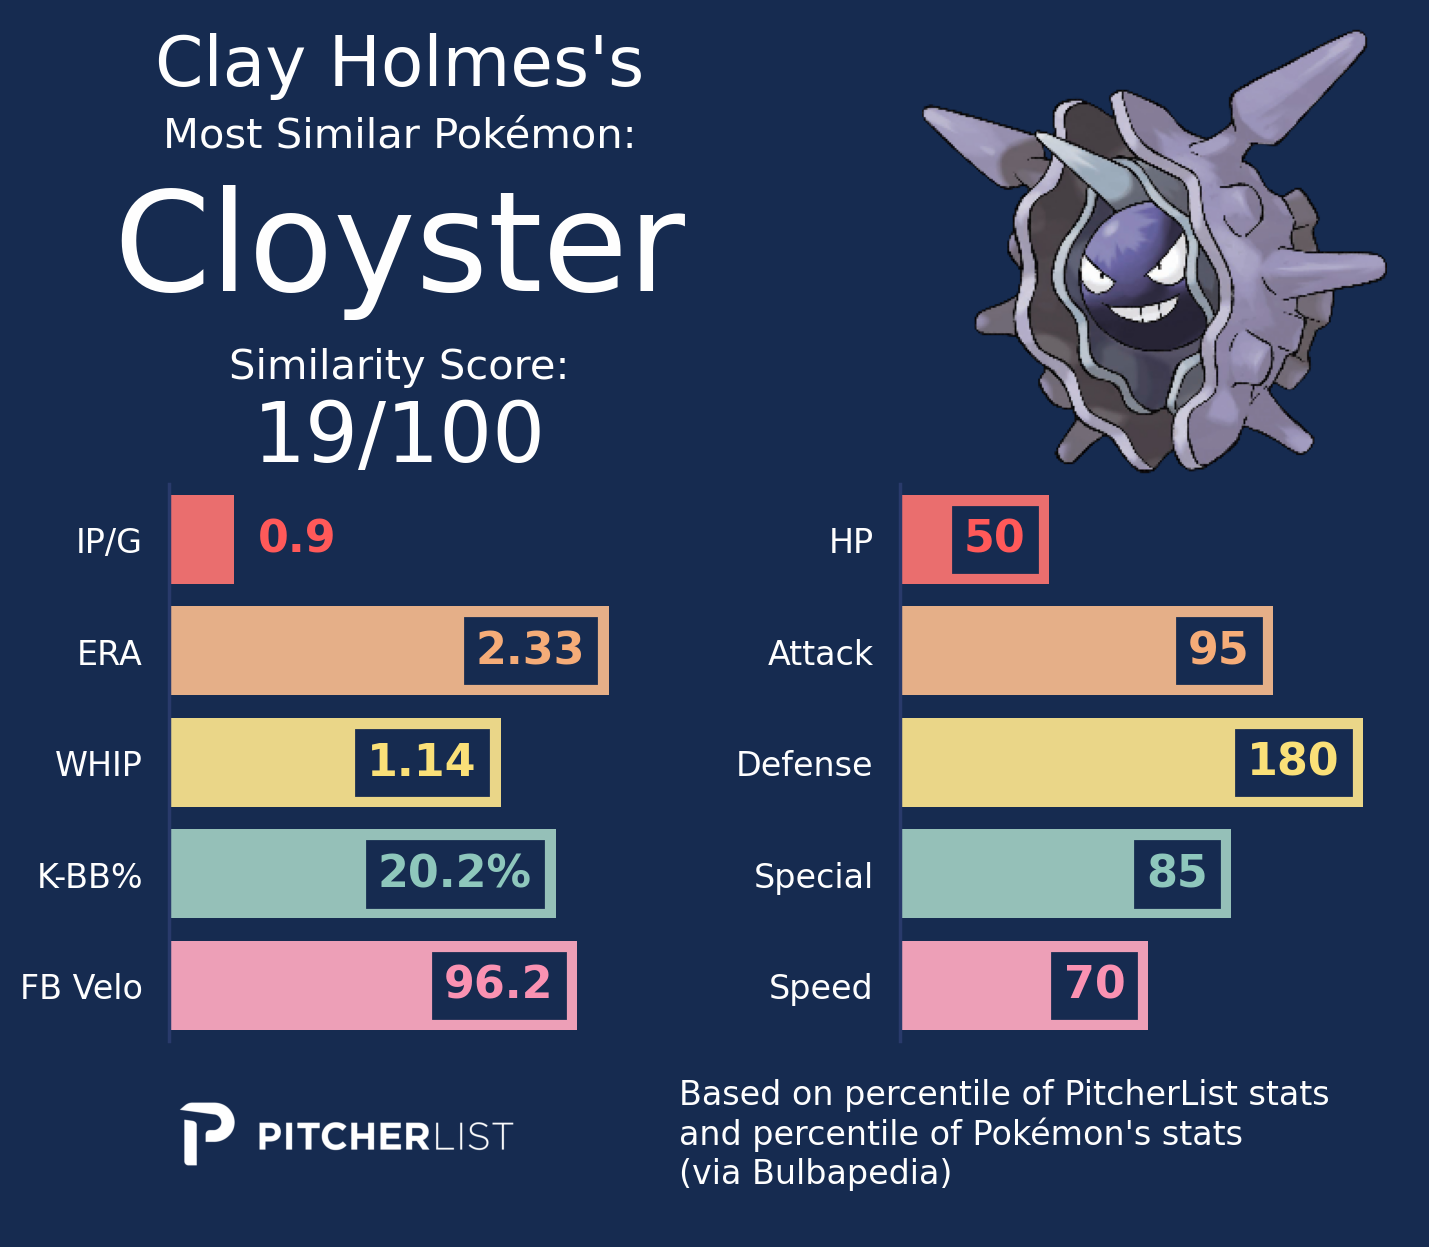 Clay Holmes's
Most Similar Pokémon:
Cloyster
Similarity Score:
19/100
IP/G 0.9
ERA 2.33
WHIP 1.14
K-BB% 20.2%
FB Velo 96.2
HP 50
Attack 95
Defense 180
Special 85
Speed 70
PITCHERLIST
Based on percentile of PitcherList stats
and percentile of Pokémon's stats
(via Bulbapedia)